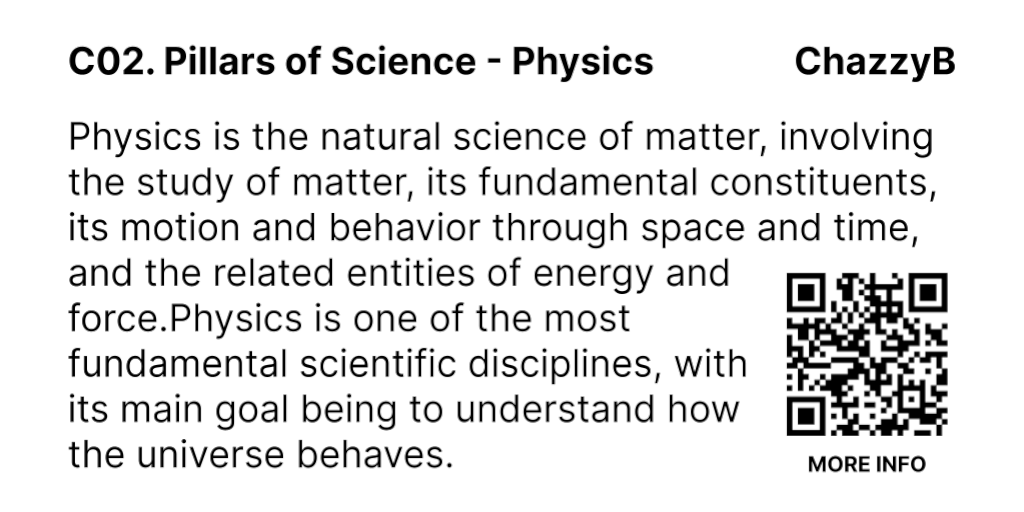 C02. Pillars of Science - Physics
ChazzyB
Physics is the natural science of matter, involving
the study of matter, its fundamental constituents,
its motion and behavior through space and time,
and the related entities of energy and
force.Physics is one of the most
fundamental scientific disciplines, with
its main goal being to understand how
the universe behaves.
MORE INFO